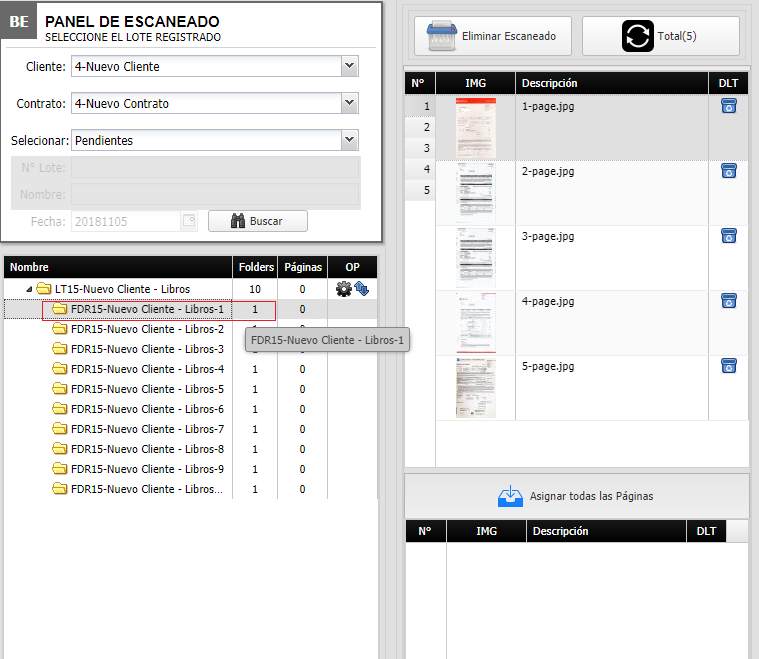 BE
PANEL DE ESCANEADO
SELECCIONE EL LOTE REGISTRADO
Cliente: 4-Nuevo Cliente
Contrato: 4-Nuevo Contrato
Selecionar: Pendientes
N° Lote:
Nombre:
Fecha: 20181105 Buscar
Nombre Folders Páginas OP
LT15-Nuevo Cliente - Libros 10 0
FDR15-Nuevo Cliente - Libros-1 1 0
FDR15-Nuevo Cliente - Libros-2 0
FDR15-Nuevo Cliente - Libros-1
FDR15-Nuevo Cliente - Libros-3 0
FDR15-Nuevo Cliente - Libros-4 1 0
FDR15-Nuevo Cliente - Libros-5 1 0
FDR15-Nuevo Cliente - Libros-6 1 0
FDR15-Nuevo Cliente - Libros-7 1 0
FDR15-Nuevo Cliente - Libros-8 1 0
FDR15-Nuevo Cliente - Libros-9 1 0
FDR15-Nuevo Cliente - Libros... 1 0
Eliminar Escaneado Total(5)
N° IMG Descripción DLT
1 1-page.jpg
2
3
4 2-page.jpg
5
3-page.jpg
4-page.jpg
5-page.jpg
Asignar todas las Páginas
N° IMG Descripción DLT